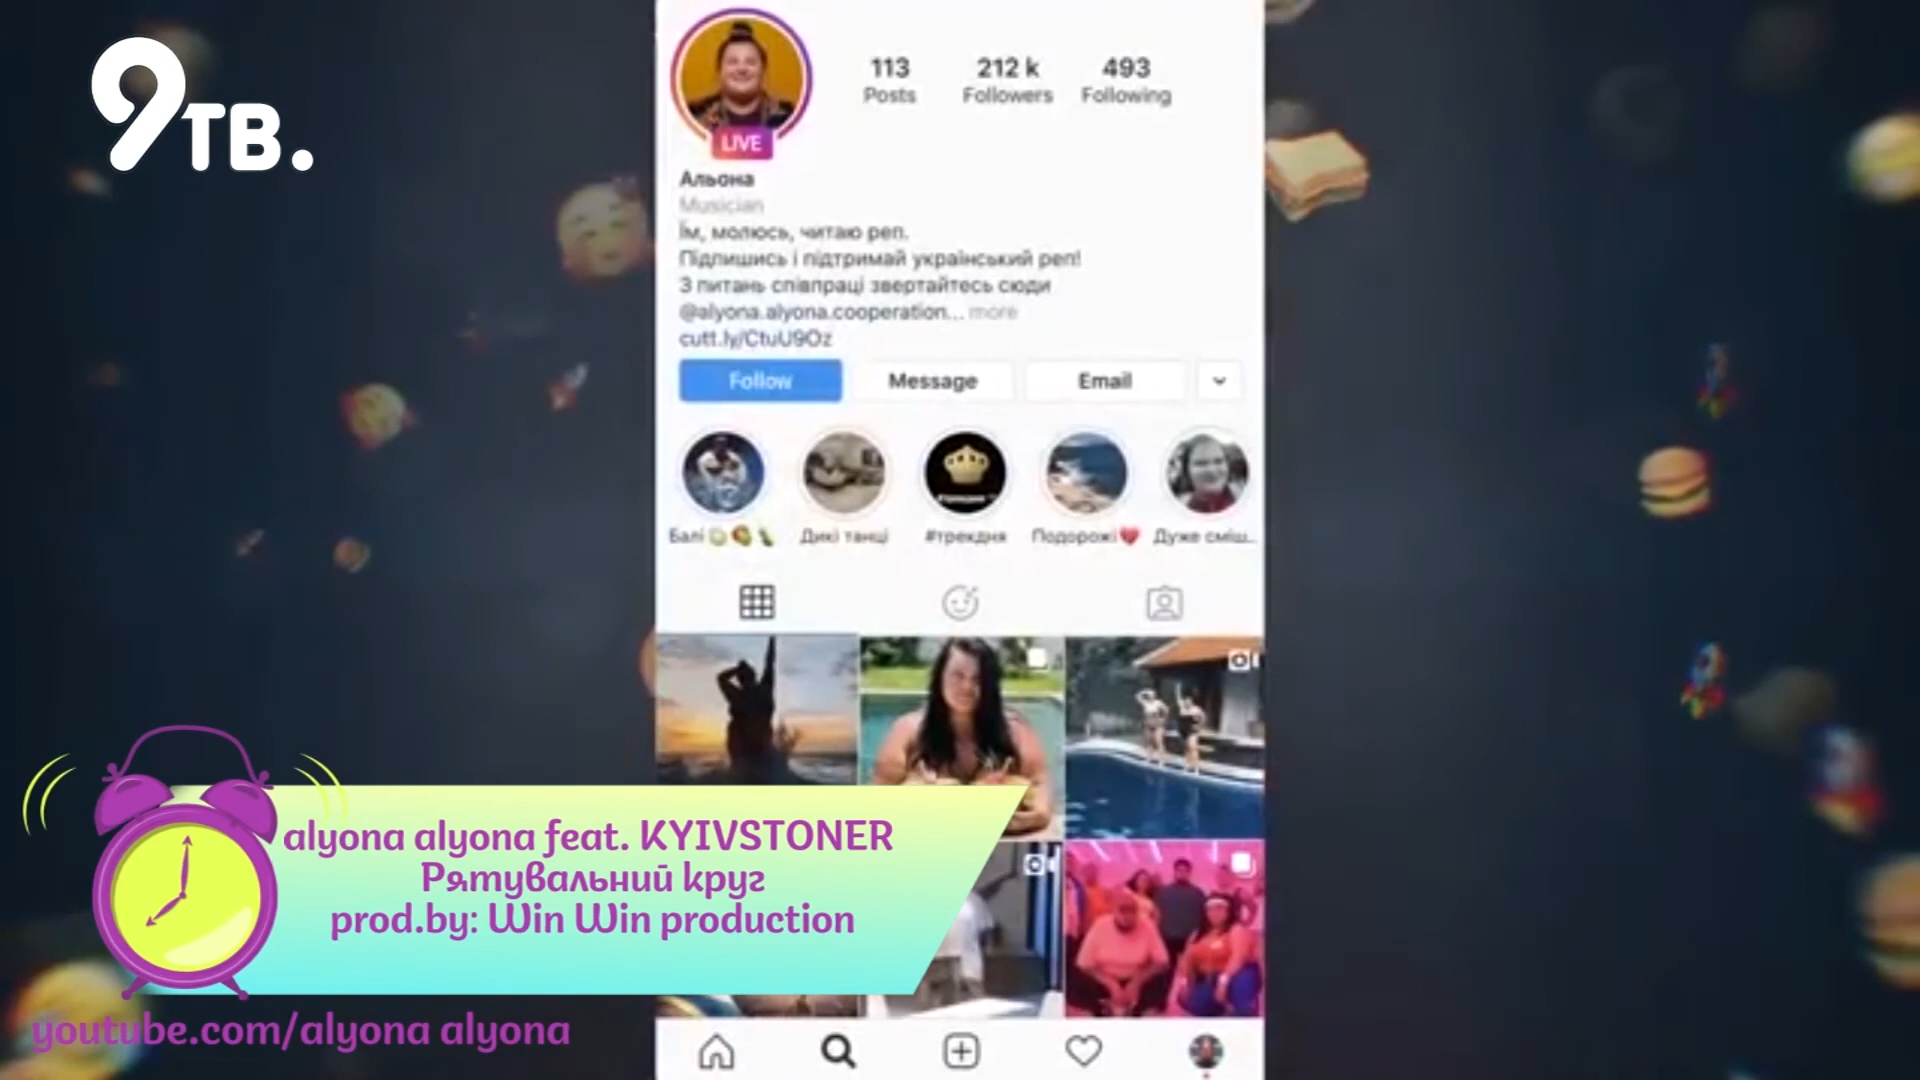 9ТВ.
113
212 k
493
Posts
Followers
Following
LIVE
Альона
Musician
Їм, молюсь, читаю реп.
Підпишись і підтримай український реп!
З питань співпраці звертайтесь сюди
@alyona.alyona.cooperation... more
cutt.ly/CtuU9Oz
Follow
Message
Email
Балі
Дикі танці
#трекдня
Подорожі
Дуже сміш...
alyona alyona feat. KYIVSTONER
Рятувальний круг
prod.by: Win Win production
youtube.com/alyona alyona